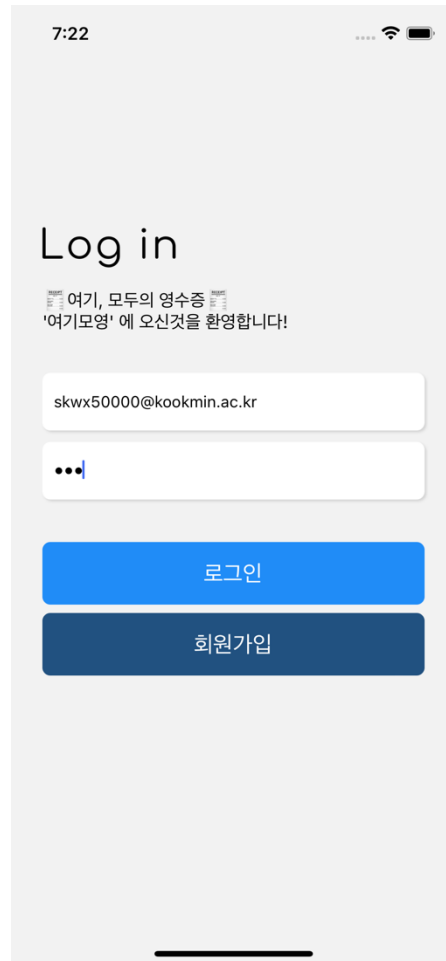 7:22
Log in
여기, 모두의 영수증
'여기모영' 에 오신것을 환영합니다!
skwx50000@kookmin.ac.kr
•••
로그인
회원가입